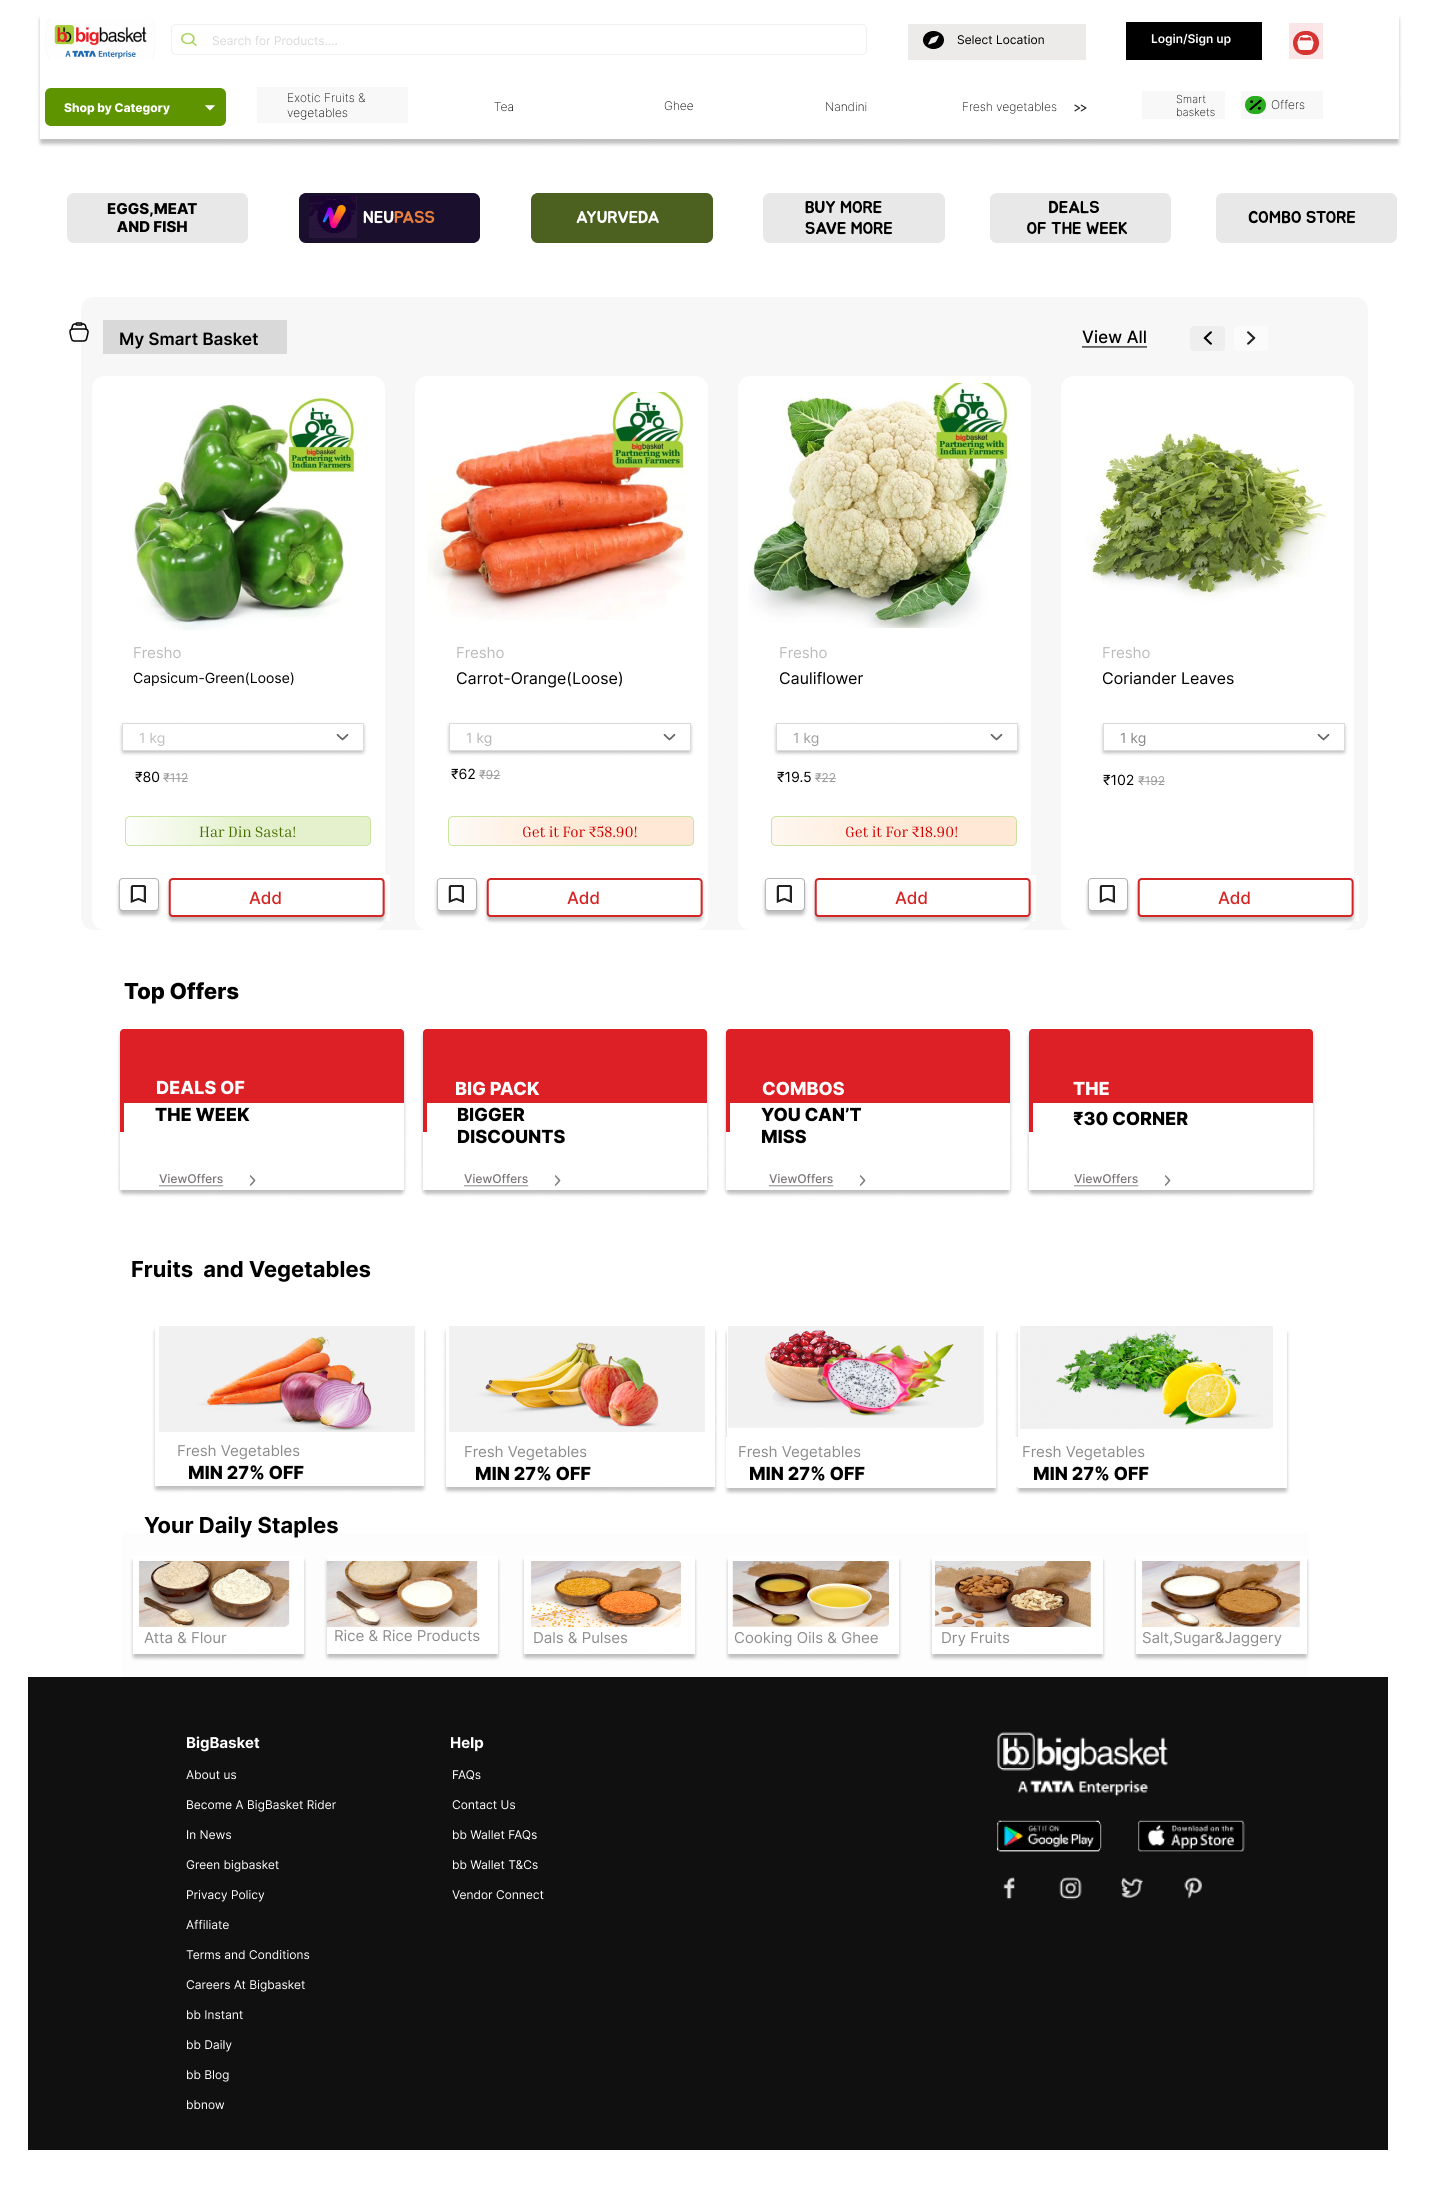 bb bigbasket
A TATA Enterprise
Search for Products....
Select Location
Login/Sign up
Shop by Category
Exotic Fruits &
vegetables
Tea
Ghee
Nandini
Fresh vegetables >>
Smart
baskets
Offers
EGGS,MEAT
AND FISH
NEUPASS
AYURVEDA
BUY MORE
SAVE MORE
DEALS
OF THE WEEK
COMBO STORE
My Smart Basket
View All
bigbasket
Partnering with
Indian Farmers
bigbasket
Partnering with
Indian Farmers
bigbasket
Partnering with
Indian Farmers
Fresho
Capsicum-Green(Loose)
1 kg
₹80 ₹112
Har Din Sasta!
Add
Fresho
Carrot-Orange(Loose)
1 kg
₹62 ₹92
Get it For ₹58.90!
Add
Fresho
Cauliflower
1 kg
₹19.5 ₹22
Get it For ₹18.90!
Add
Fresho
Coriander Leaves
1 kg
₹102 ₹192
Add
Top Offers
DEALS OF
THE WEEK
ViewOffers
BIG PACK
BIGGER
DISCOUNTS
ViewOffers
COMBOS
YOU CAN'T
MISS
ViewOffers
THE
₹30 CORNER
ViewOffers
Fruits and Vegetables
Fresh Vegetables
MIN 27% OFF
Fresh Vegetables
MIN 27% OFF
Fresh Vegetables
MIN 27% OFF
Fresh Vegetables
MIN 27% OFF
Your Daily Staples
Atta & Flour
Rice & Rice Products
Dals & Pulses
Cooking Oils & Ghee
Dry Fruits
Salt,Sugar&Jaggery
BigBasket
About us
Become A BigBasket Rider
In News
Green bigbasket
Privacy Policy
Affiliate
Terms and Conditions
Careers At Bigbasket
bb Instant
bb Daily
bb Blog
bbnow
Help
FAQs
Contact Us
bb Wallet FAQs
bb Wallet T&Cs
Vendor Connect
bb bigbasket
A TATA Enterprise
GET IT ON
Google Play
Download on the
App Store